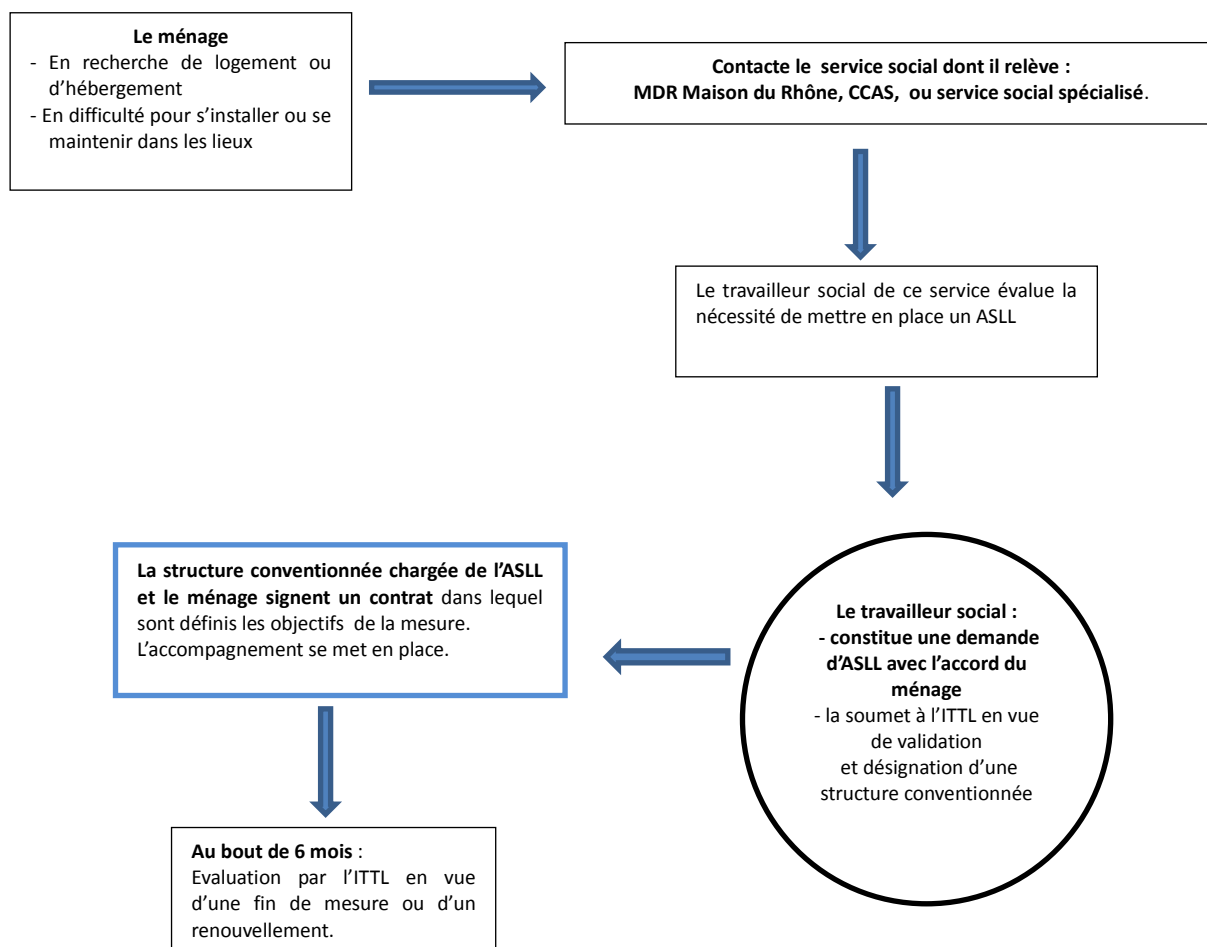 Le ménage
- En recherche de logement ou
d’hébergement
- En difficulté pour s’installer ou se
maintenir dans les lieux
Contacte le service social dont il relève :
MDR Maison du Rhône, CCAS, ou service social spécialisé.
Le travailleur social de ce service évalue la
nécessité de mettre en place un ASLL
Le travailleur social :
- constitue une demande
d’ASLL avec l’accord du
ménage
- la soumet à l’ITTL en vue
de validation
et désignation d’une
structure conventionnée
La structure conventionnée chargée de l’ASLL
et le ménage signent un contrat dans lequel
sont définis les objectifs de la mesure.
L’accompagnement se met en place.
Au bout de 6 mois :
Evaluation par l’ITTL en vue
d’une fin de mesure ou d’un
renouvellement.